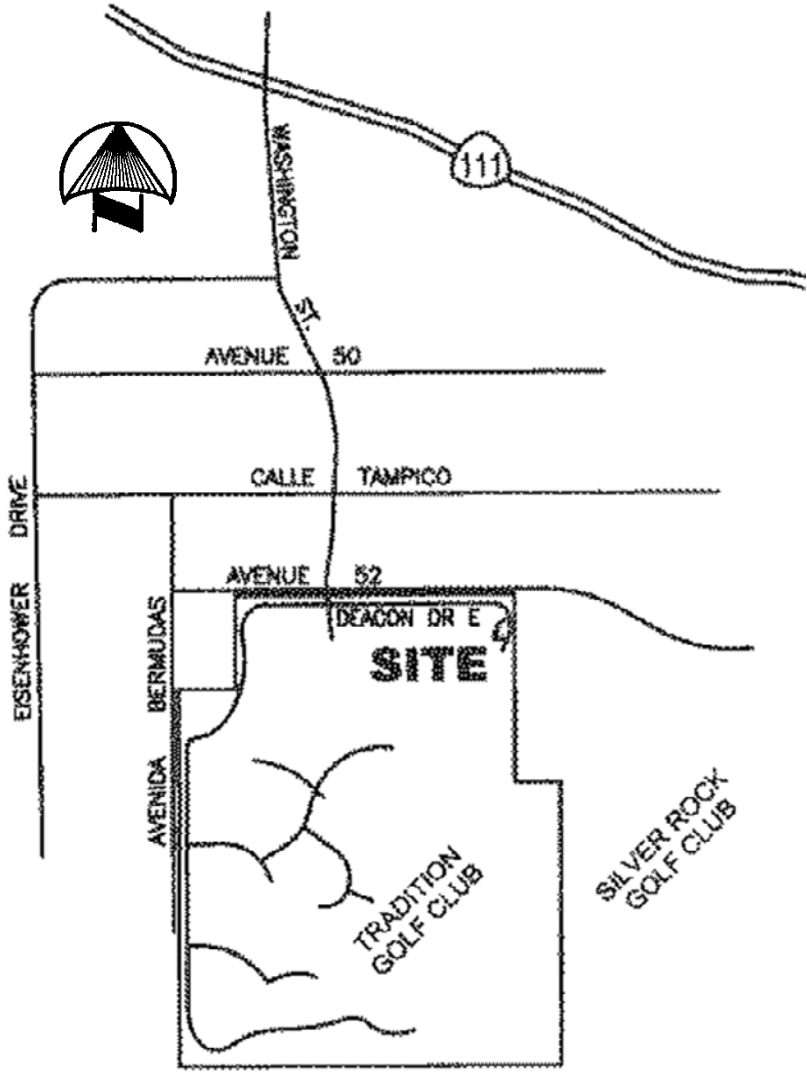 111
WASHINGTON
ST.
AVENUE 50
CALLE TAMPICO
EISENHOWER DRIVE
AVENUE 52
DEACON DR E
SITE
AVENIDA BERMUDAS
TRADITION
GOLF CLUB
SILVER ROCK
GOLF CLUB